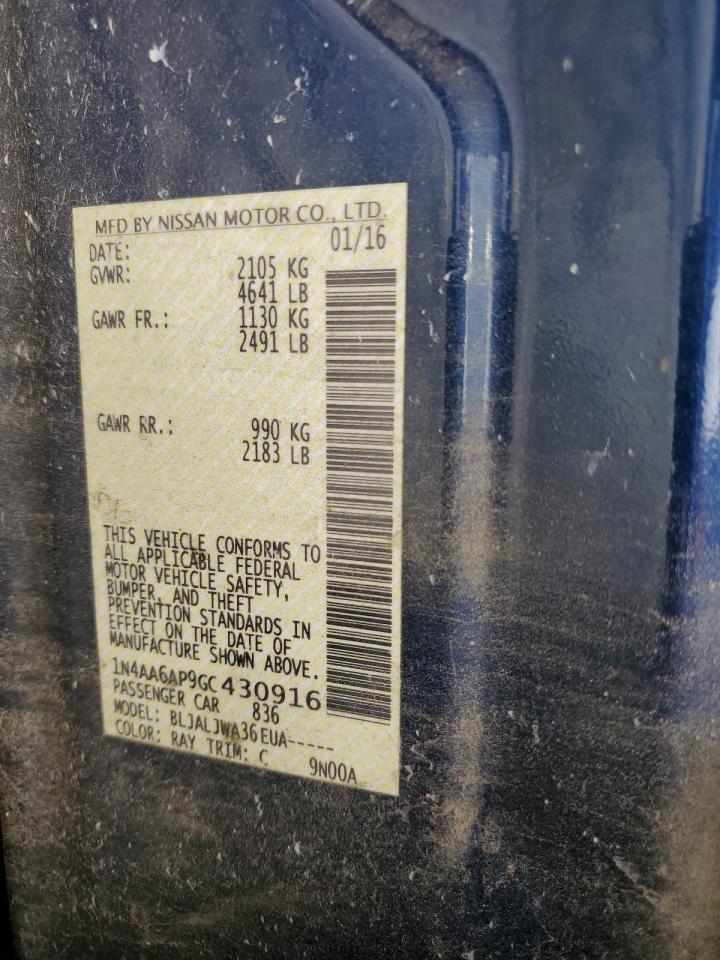 MFD BY NISSAN MOTOR CO., LTD.
DATE: 01/16
GVWR: 2105 KG
4641 LB
GAWR FR.: 1130 KG
2491 LB
GAWR RR.: 990 KG
2183 LB
THIS VEHICLE CONFORMS TO
ALL APPLICABLE FEDERAL
MOTOR VEHICLE SAFETY,
BUMPER, AND THEFT
PREVENTION STANDARDS IN
EFFECT ON THE DATE OF
MANUFACTURE SHOWN ABOVE.
1N4AA6AP9GC430916
PASSENGER CAR 836
MODEL: BLJALJWA36EUA-----
COLOR: RAY TRIM: C 9N00A